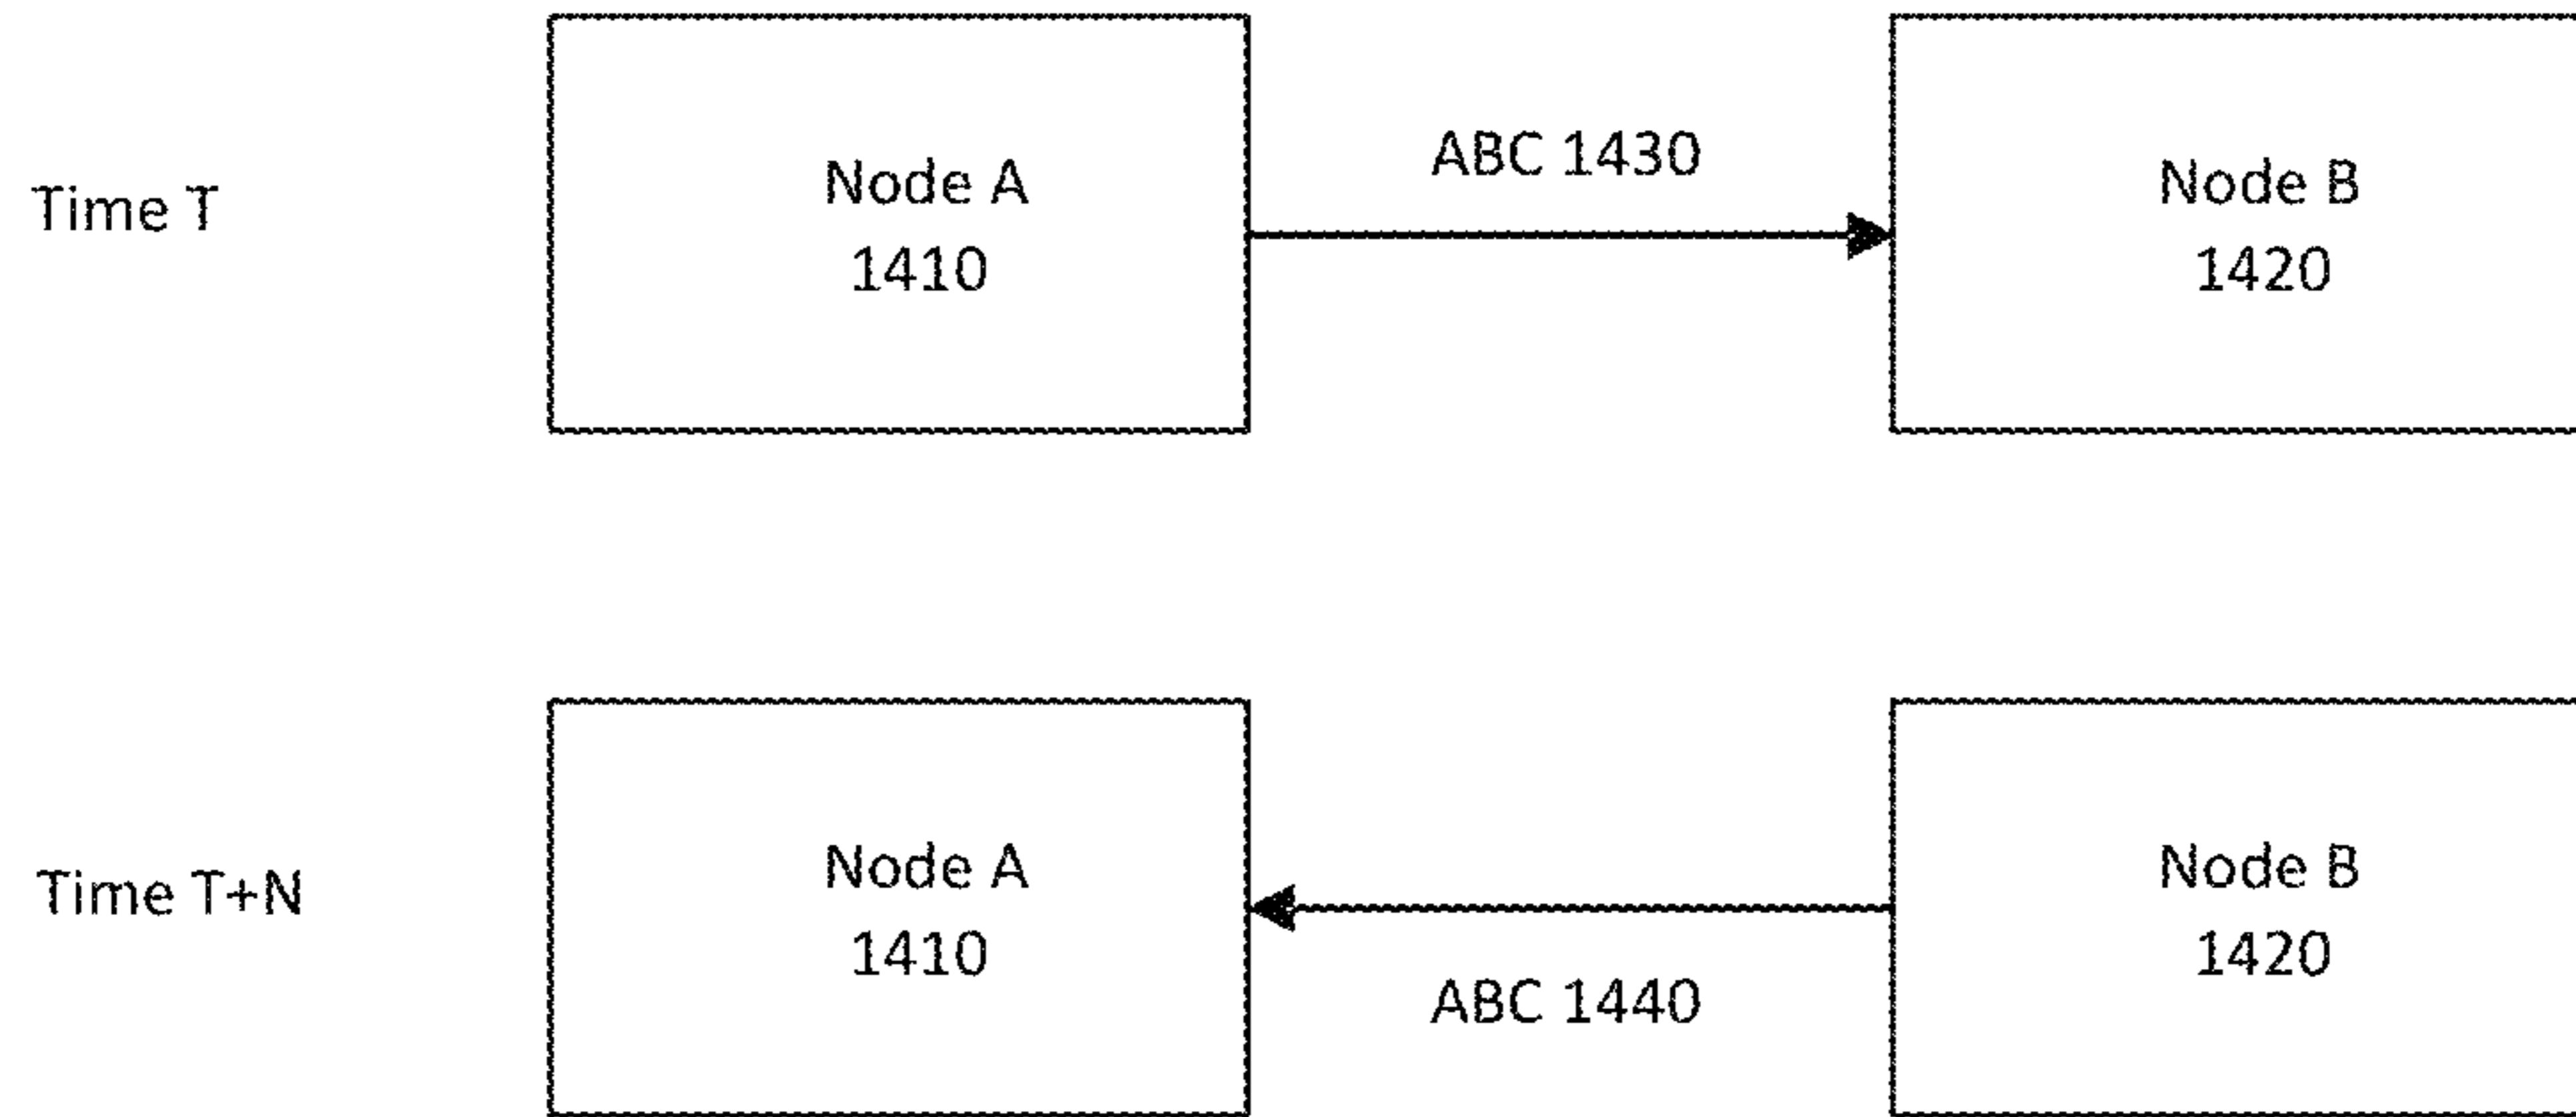 Time T
Node A
1410
ABC 1430
Node B
1420
Time T+N
Node A
1410
ABC 1440
Node B
1420